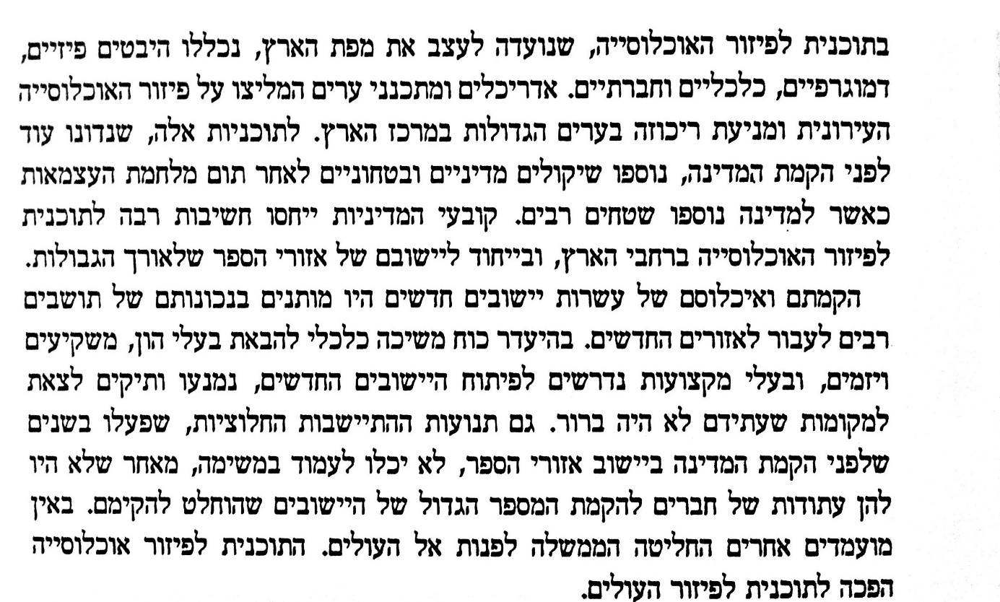 בתוכנית לפיזור האוכלוסייה, שנועדה לעצב את מפת הארץ, נכללו היבטים פיזיים,
דמוגרפיים, כלכליים וחברתיים. אדריכלים ומתכנני ערים המליצו על פיזור האוכלוסייה
העירונית ומניעת ריכוזה בערים הגדולות במרכז הארץ. לתוכניות אלה, שנדונו עוד
לפני הקמת המדינה, נוספו שיקולים מדיניים ובטחוניים לאחר תום מלחמת העצמאות
כאשר למדינה נוספו שטחים רבים. קובעי המדיניות ייחסו חשיבות רבה לתוכנית
לפיזור האוכלוסייה ברחבי הארץ, ובייחוד ליישובם של אזורי הספר שלאורך הגבולות.
הקמתם ואיכלוסם של עשרות יישובים חדשים היו מותנים בנכונותם של תושבים
רבים לעבור לאזורים החדשים. בהיעדר כוח משיכה כלכלי להבאת בעלי הון, משקיעים
ויזמים, ובעלי מקצועות נדרשים לפיתוח היישובים החדשים, נמנעו ותיקים לצאת
למקומות שעתידם לא היה ברור. גם תנועות ההתיישבות החלוציות, שפעלו בשנים
שלפני הקמת המדינה ביישוב אזורי הספר, לא יכלו לעמוד במשימה, מאחר שלא היו
להן עתודות של חברים להקמת המספר הגדול של היישובים שהוחלט להקימם. באין
מועמדים אחרים החליטה הממשלה לפנות אל העולים. התוכנית לפיזור אוכלוסייה
הפכה לתוכנית לפיזור העולים.